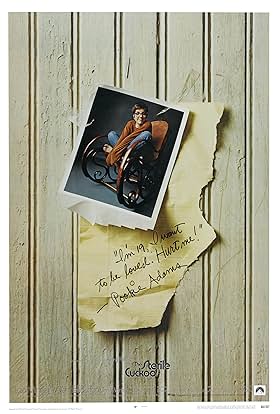 "I'm 19. I want
to be loved. Hurt me!"
— Pookie Adams
The Sterile
Cuckoo